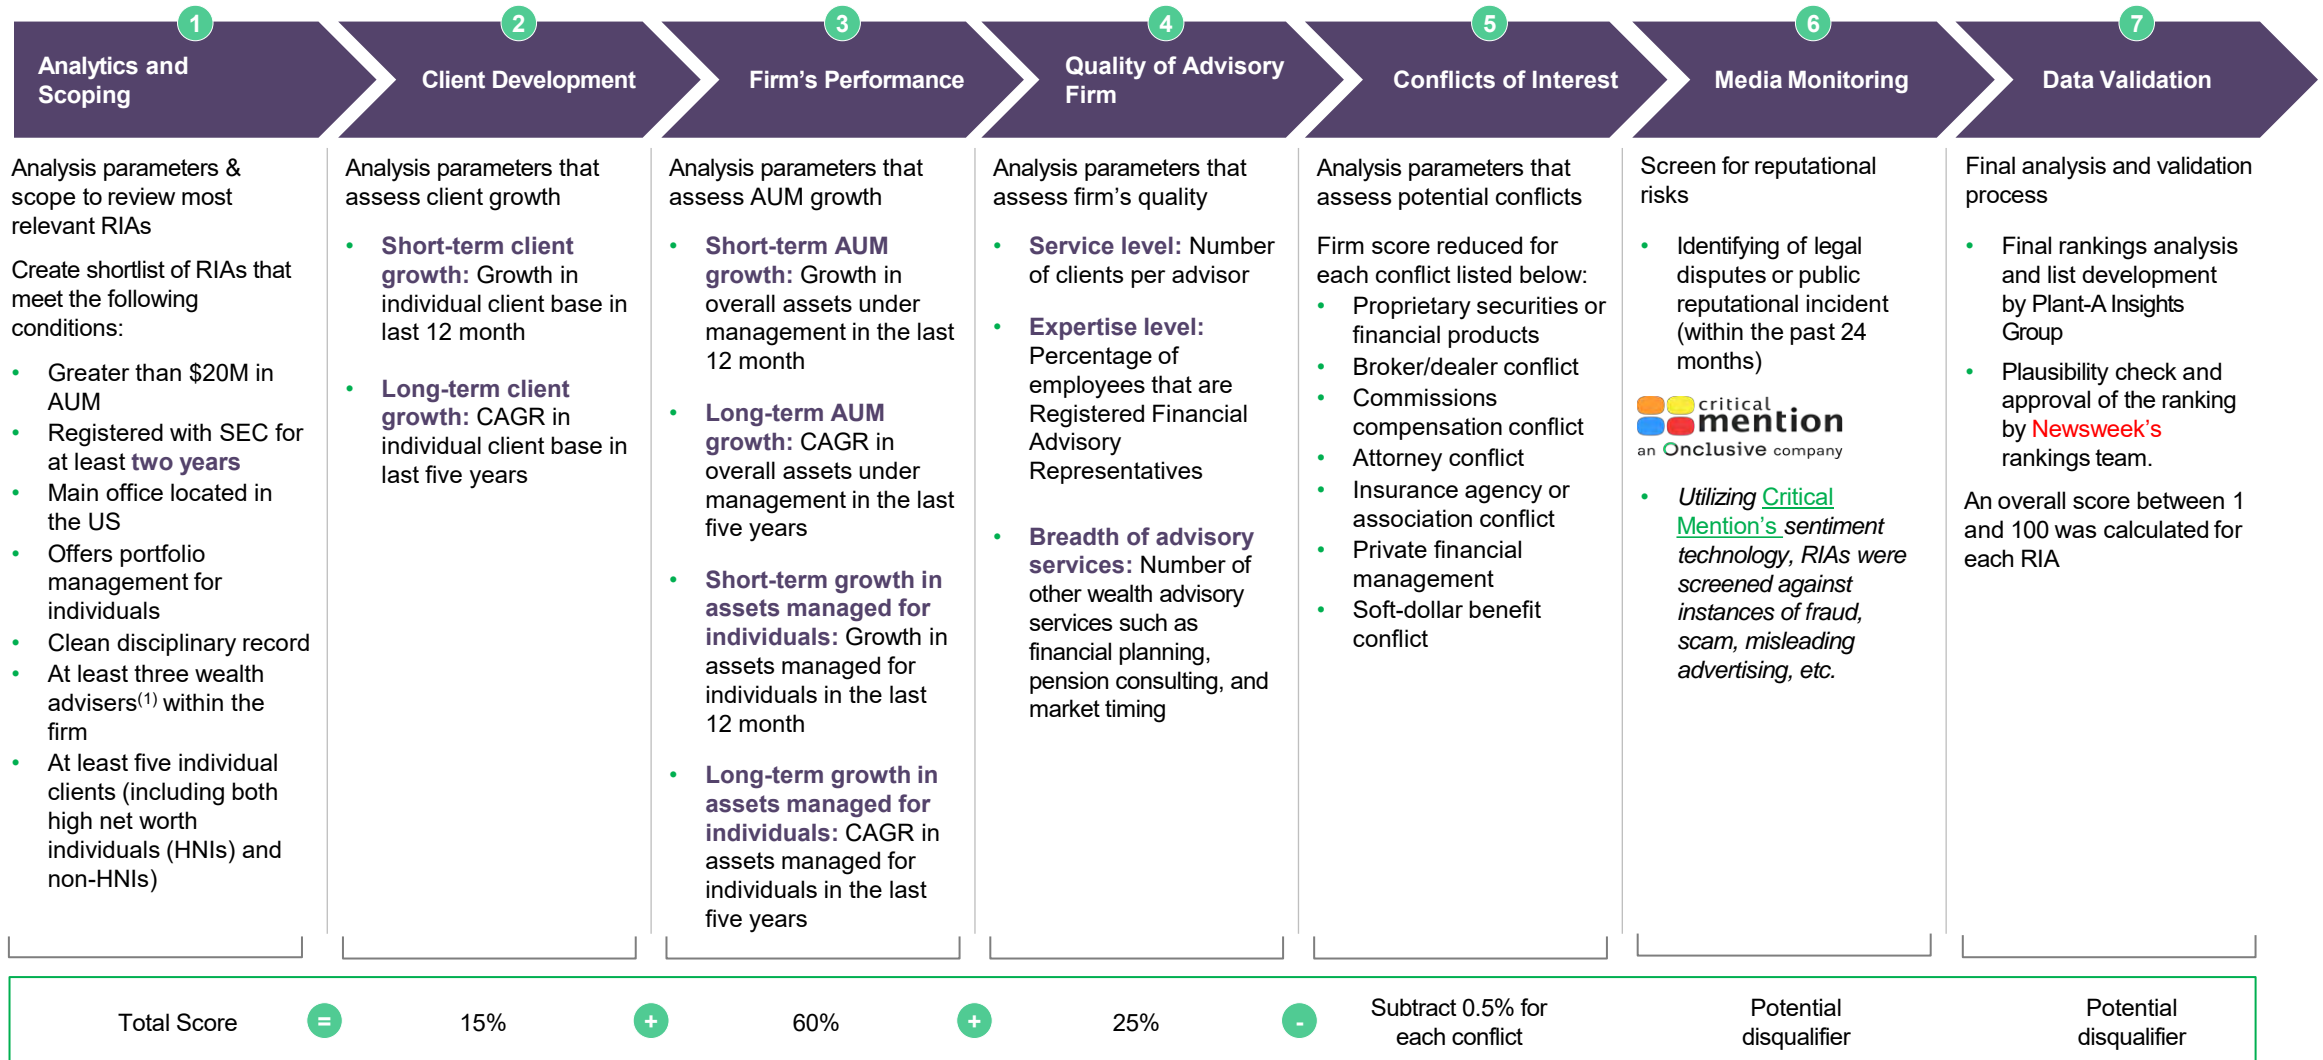 1
Analytics and
Scoping
2
Client Development
3
Firm's Performance
4
Quality of Advisory
Firm
5
Conflicts of Interest
6
Media Monitoring
7
Data Validation
Analysis parameters &
scope to review most
relevant RIAs
Create shortlist of RIAs that
meet the following
conditions:
• Greater than $20M in
AUM
• Registered with SEC for
at least two years
• Main office located in
the US
• Offers portfolio
management for
individuals
• Clean disciplinary record
• At least three wealth
advisers(1) within the
firm
• At least five individual
clients (including both
high net worth
individuals (HNIs) and
non-HNIs)
Analysis parameters that
assess client growth
• Short-term client
growth: Growth in
individual client base in
last 12 month
• Long-term client
growth: CAGR in
individual client base in
last five years
Analysis parameters that
assess AUM growth
• Short-term AUM
growth: Growth in
overall assets under
management in the last
12 month
• Long-term AUM
growth: CAGR in
overall assets under
management in the last
five years
• Short-term growth in
assets managed for
individuals: Growth in
assets managed for
individuals in the last
12 month
• Long-term growth in
assets managed for
individuals: CAGR in
assets managed for
individuals in the last
five years
Analysis parameters that
assess firm's quality
• Service level: Number
of clients per advisor
• Expertise level:
Percentage of
employees that are
Registered Financial
Advisory
Representatives
• Breadth of advisory
services: Number of
other wealth advisory
services such as
financial planning,
pension consulting, and
market timing
Analysis parameters that
assess potential conflicts
Firm score reduced for
each conflict listed below:
• Proprietary securities or
financial products
• Broker/dealer conflict
• Commissions
compensation conflict
• Attorney conflict
• Insurance agency or
association conflict
• Private financial
management
• Soft-dollar benefit
conflict
Screen for reputational
risks
• Identifying of legal
disputes or public
reputational incident
(within the past 24
months)
critical
mention
an Onclusive company
• Utilizing Critical
Mention's sentiment
technology, RIAs were
screened against
instances of fraud,
scam, misleading
advertising, etc.
Final analysis and validation
process
• Final rankings analysis
and list development
by Plant-A Insights
Group
• Plausibility check and
approval of the ranking
by Newsweek's
rankings team.
An overall score between 1
and 100 was calculated for
each RIA
Total Score
=
15%
+
60%
+
25%
-
Subtract 0.5% for
each conflict
Potential
disqualifier
Potential
disqualifier